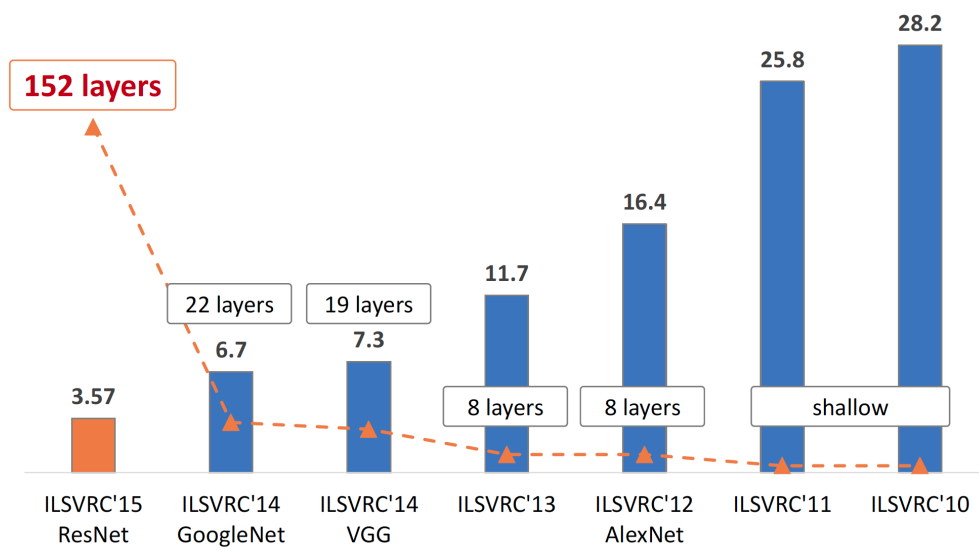 28.2
25.8
152 layers
16.4
11.7
22 layers
19 layers
7.3
6.7
3.57
8 layers
8 layers
shallow
ILSVRC'15
ResNet
ILSVRC'14
GoogleNet
ILSVRC'14
VGG
ILSVRC'13
ILSVRC'12
AlexNet
ILSVRC'11
ILSVRC'10